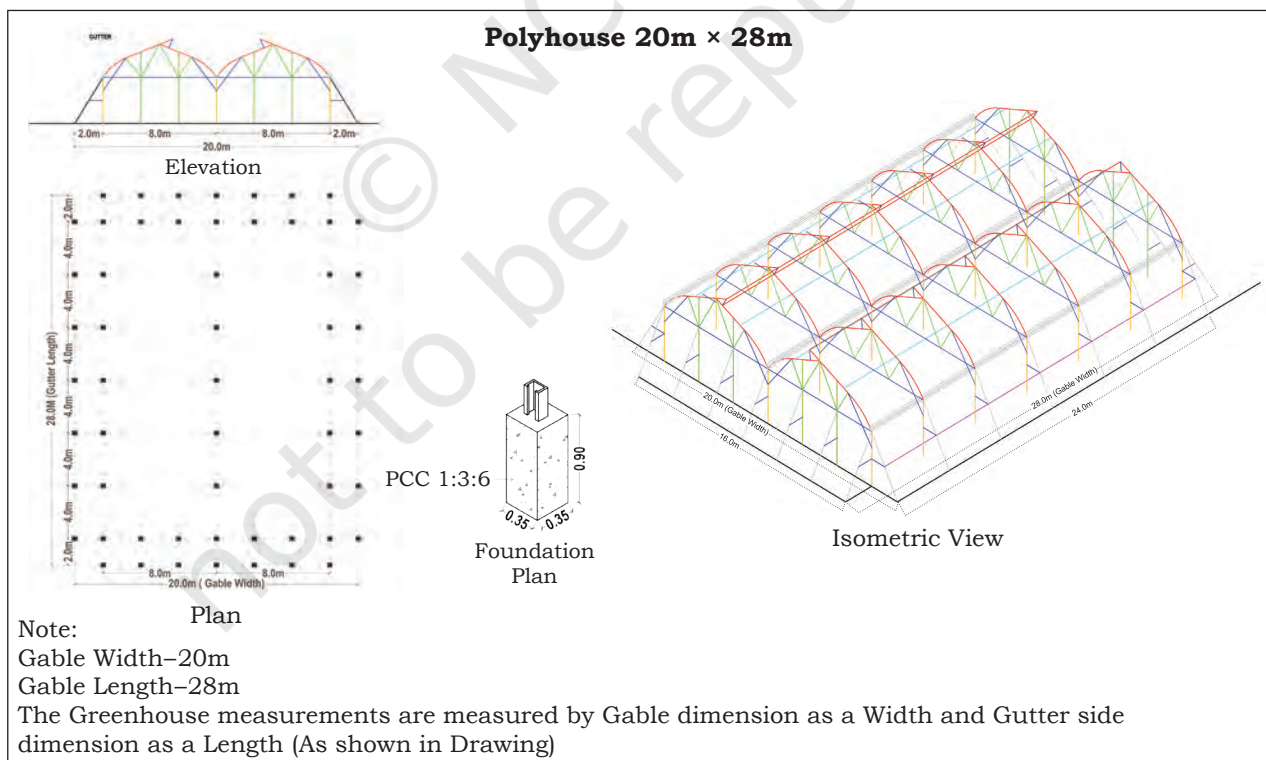 Polyhouse 20m × 28m
GUTTER
2.0m 8.0m 8.0m 2.0m
20.0m
Elevation
2.0m
4.0m
4.0m
4.0m
4.0m
4.0m
4.0m
2.0m
28.0M (Gutter Length)
8.0m 8.0m
20.0m ( Gable Width)
Plan
PCC 1:3:6
0.90
0.35 0.35
Foundation
Plan
20.0m (Gable Width)
16.0m
28.0m (Gable Width)
24.0m
Isometric View
Note:
Gable Width–20m
Gable Length–28m
The Greenhouse measurements are measured by Gable dimension as a Width and Gutter side
dimension as a Length (As shown in Drawing)
not to be repu
© NC